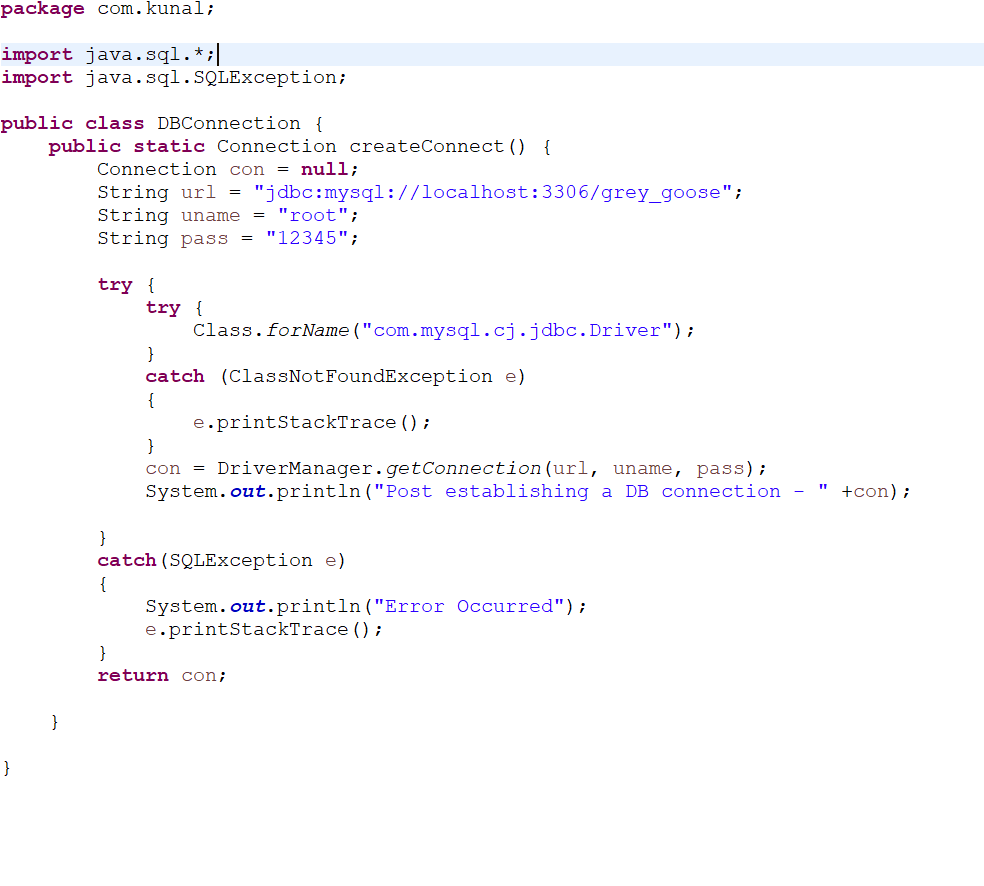 package com.kunal;
import java.sql.*;
import java.sql.SQLException;
public class DBConnection {
public static Connection createConnect() {
Connection con = null;
String url = "jdbc:mysql://localhost:3306/grey_goose";
String uname = "root";
String pass = "12345";
try {
try {
Class.forName("com.mysql.cj.jdbc.Driver");
}
catch (ClassNotFoundException e)
{
e.printStackTrace();
}
con = DriverManager.getConnection(url, uname, pass);
System.out.println("Post establishing a DB connection - " +con);
}
catch(SQLException e)
{
System.out.println("Error Occurred");
e.printStackTrace();
}
return con;
}
}